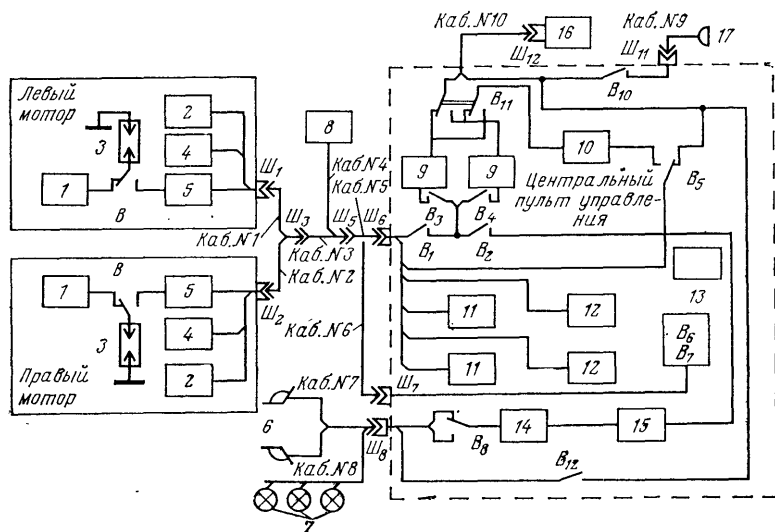 Каб. N10
16
Ш12
Каб. N9
17
Ш11
В10
Левый
мотор
3
2
4
1
В
5
Ш1
8
Каб. N4
Каб. N5
Каб. N1
Ш3
Ш5
Ш6
Каб. N3
Каб. N2
В11
9
9
10
В5
Центральный
пульт управле-
ния
В3
В4
В1
В2
13
В
1
5
4
2
3
Ш2
Правый
мотор
Каб. N6
11
12
11
12
В6
В7
Ш7
Каб. N7
6
Ш8
Каб. N8
7
В8
14
15
В12